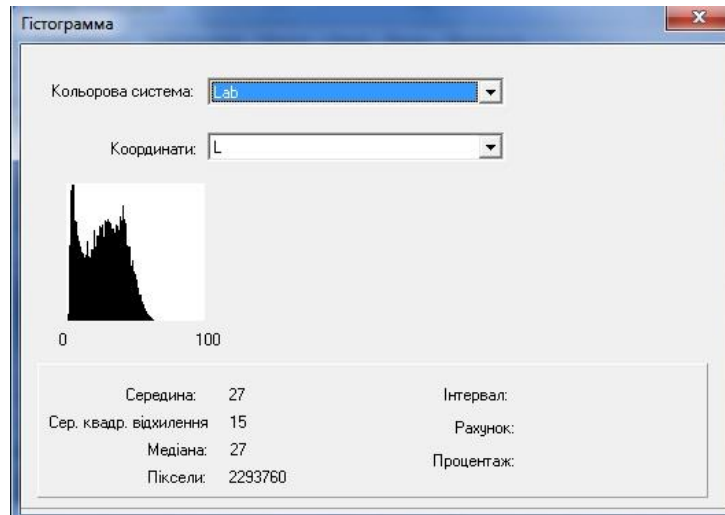 Гістограмма
Кольорова система: Lab
Координати: L
0 100
Середина: 27 Інтервал:
Сер. квадр. відхилення 15 Рахунок:
Медіана: 27 Процентаж:
Піксели: 2293760